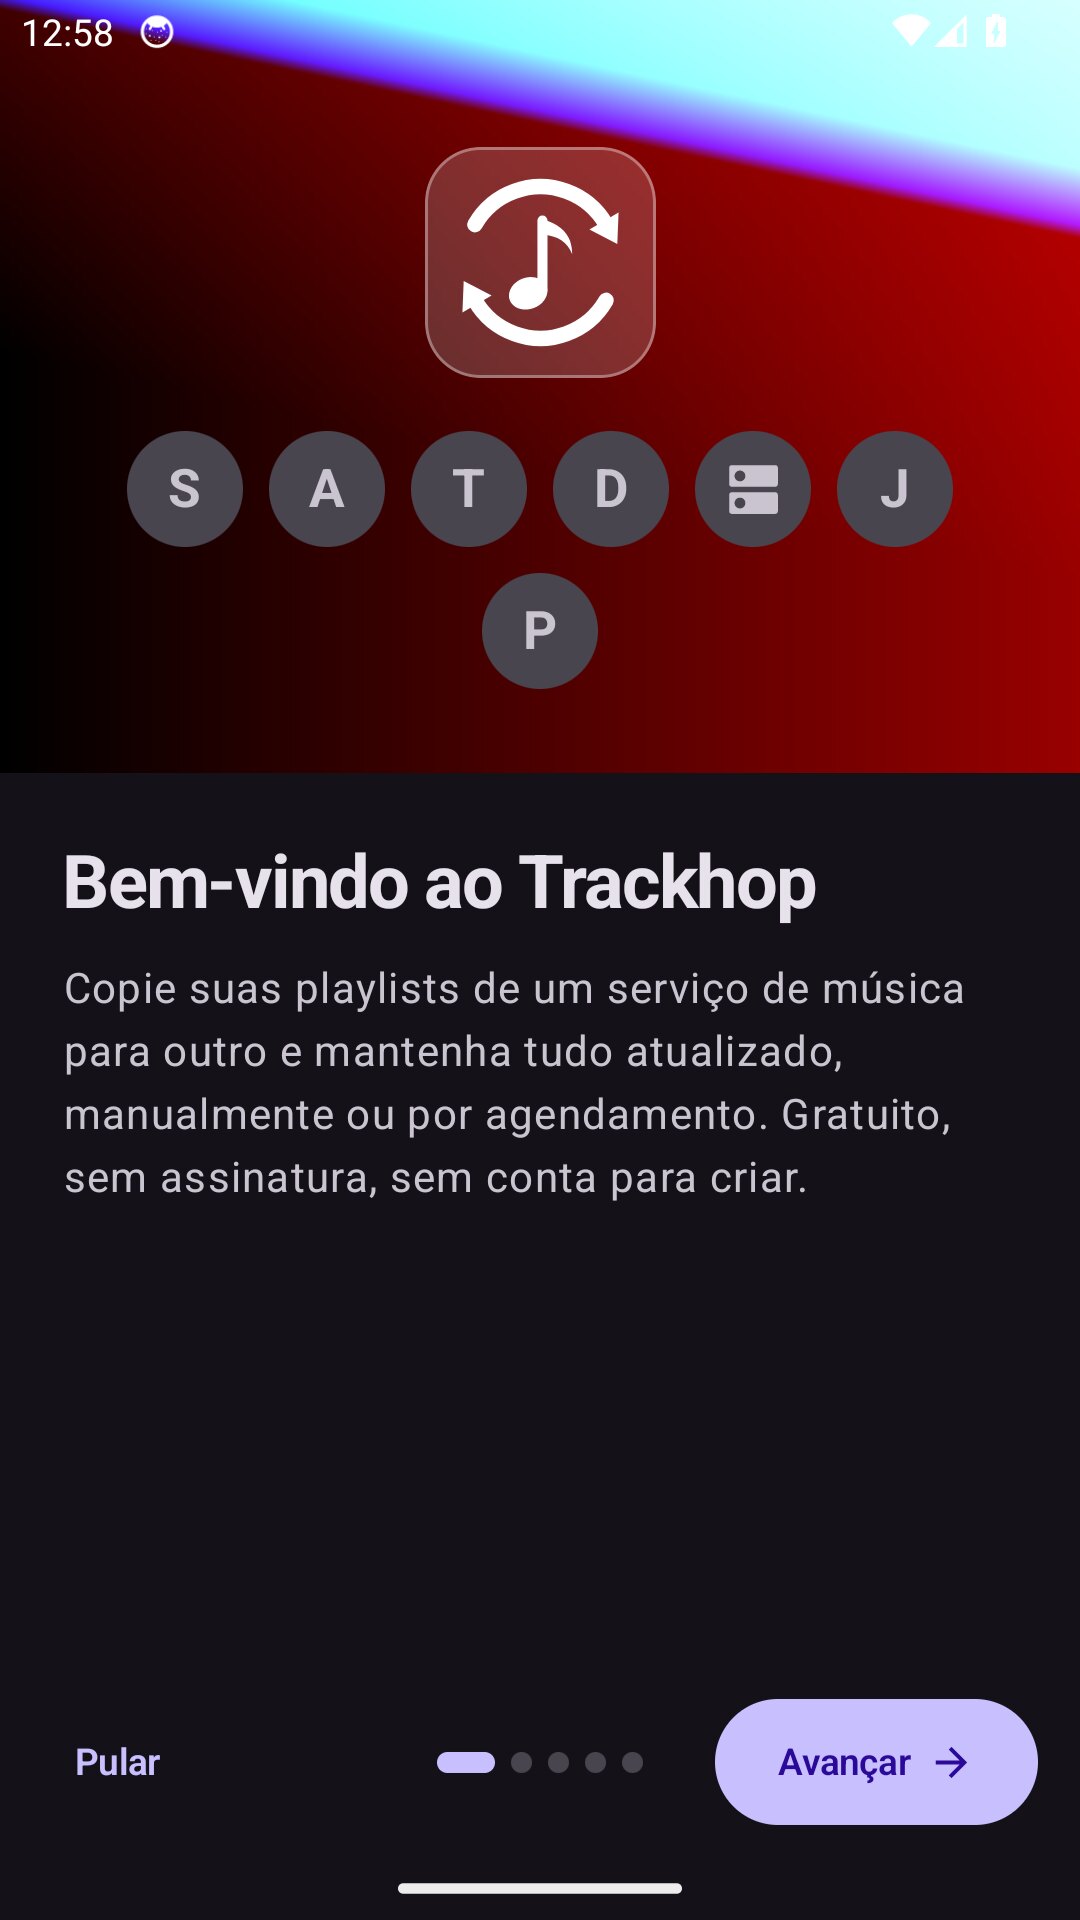 12:58
S A T D J
P
Bem-vindo ao Trackhop
Copie suas playlists de um serviço de música
para outro e mantenha tudo atualizado,
manualmente ou por agendamento. Gratuito,
sem assinatura, sem conta para criar.
Pular
Avançar